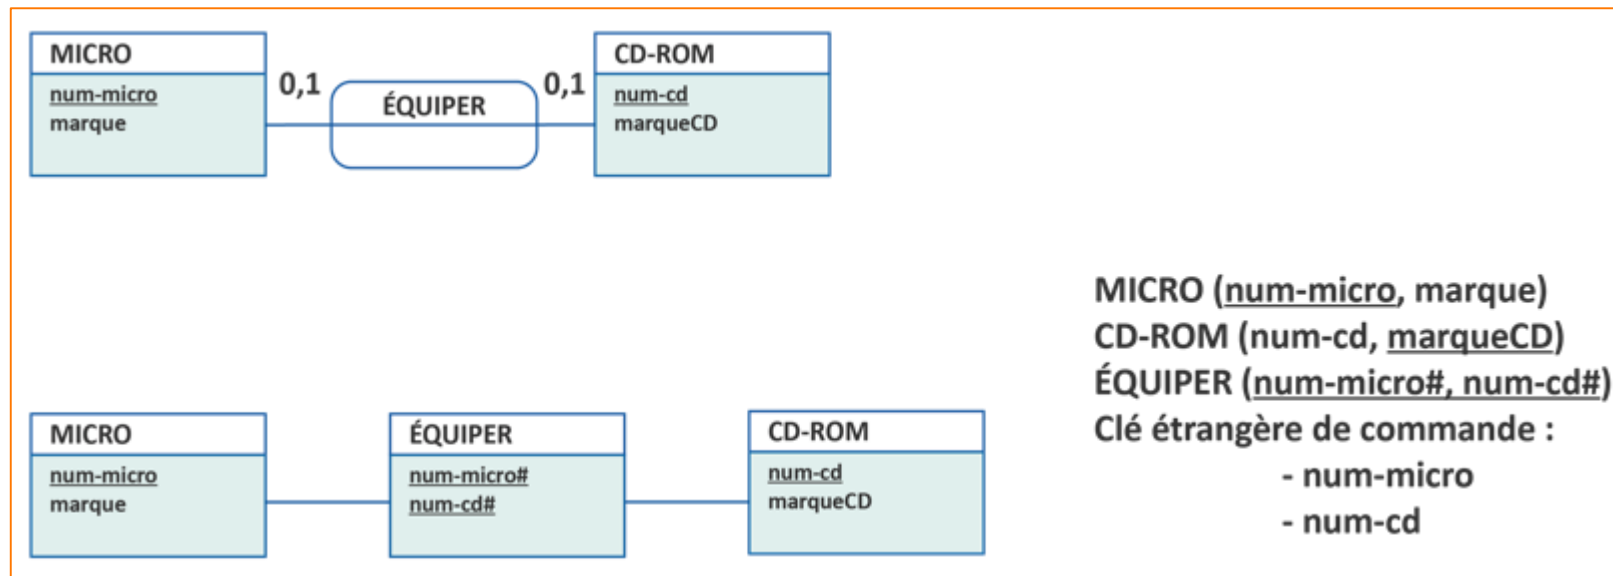 MICRO
num-micro
marque
0,1
ÉQUIPER
0,1
CD-ROM
num-cd
marqueCD
MICRO
num-micro
marque
ÉQUIPER
num-micro#
num-cd#
CD-ROM
num-cd
marqueCD
MICRO (num-micro, marque)
CD-ROM (num-cd, marqueCD)
ÉQUIPER (num-micro#, num-cd#)
Clé étrangère de commande :
- num-micro
- num-cd